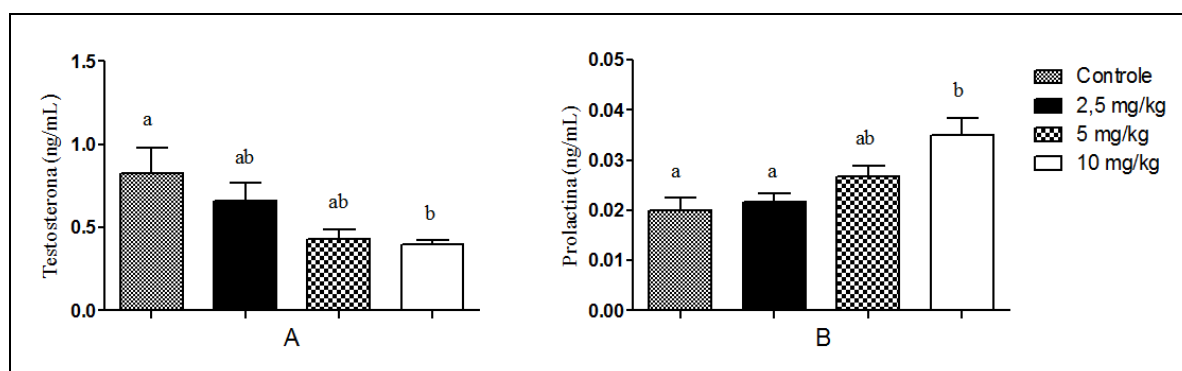 Testosterona (ng/mL)
1.5
1.0
0.5
0.0
a
ab
ab
b
A
Prolactina (ng/mL)
0.05
0.04
0.03
0.02
0.01
0.00
a
a
ab
b
B
Controle
2,5 mg/kg
5 mg/kg
10 mg/kg